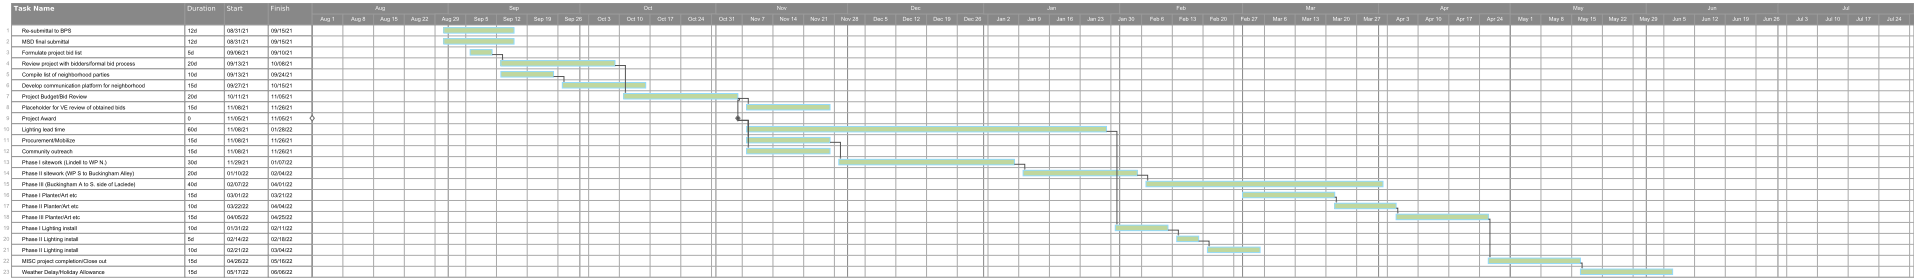 Task Name Duration Start Finish Aug Sep Oct Nov Dec Jan Feb Mar Apr May Jun Jul
Aug 1 Aug 8 Aug 15 Aug 22 Aug 29 Sep 5 Sep 12 Sep 19 Sep 26 Oct 3 Oct 10 Oct 17 Oct 24 Oct 31 Nov 7 Nov 14 Nov 21 Nov 28 Dec 5 Dec 12 Dec 19 Dec 26 Jan 2 Jan 9 Jan 16 Jan 23 Jan 30 Feb 6 Feb 13 Feb 20 Feb 27 Mar 6 Mar 13 Mar 20 Mar 27 Apr 3 Apr 10 Apr 17 Apr 24 May 1 May 8 May 15 May 22 May 29 Jun 5 Jun 12 Jun 19 Jun 26 Jul 3 Jul 10 Jul 17 Jul 24
1 Re-submittal to BPS 12d 08/31/21 09/15/21
2 MSD final submittal 12d 08/31/21 09/15/21
3 Formulate project bid list 5d 09/06/21 09/10/21
4 Review project with bidders/formal bid process 20d 09/13/21 10/08/21
5 Compile list of neighborhood parties 10d 09/13/21 09/24/21
6 Develop communication platform for neighborhood 15d 09/27/21 10/15/21
7 Project Budget/Bid Review 20d 10/11/21 11/05/21
8 Placeholder for VE review of obtained bids 15d 11/08/21 11/26/21
9 Project Award 0 11/05/21 11/05/21
10 Lighting lead time 60d 11/08/21 01/28/22
11 Procurement/Mobilize 15d 11/08/21 11/26/21
12 Community outreach 15d 11/08/21 11/26/21
13 Phase I sitework (Lindell to WP N.) 30d 11/29/21 01/07/22
14 Phase II sitework (WP S to Buckingham Alley) 20d 01/10/22 02/04/22
15 Phase III (Buckingham A to S. side of Laclede) 40d 02/07/22 04/01/22
16 Phase I Planter/Art etc 15d 03/01/22 03/21/22
17 Phase II Planter/Art etc 10d 03/22/22 04/04/22
18 Phase III Planter/Art etc 15d 04/05/22 04/25/22
19 Phase I Lighting install 10d 01/31/22 02/11/22
20 Phase II Lighting install 5d 02/14/22 02/18/22
21 Phase II Lighting install 10d 02/21/22 03/04/22
22 MISC project completion/Close out 15d 04/26/22 05/16/22
23 Weather Delay/Holiday Allowance 15d 05/17/22 06/06/22